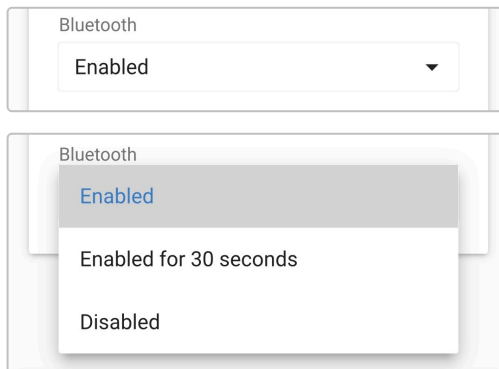 Bluetooth
Enabled
Bluetooth
Enabled
Enabled for 30 seconds
Disabled